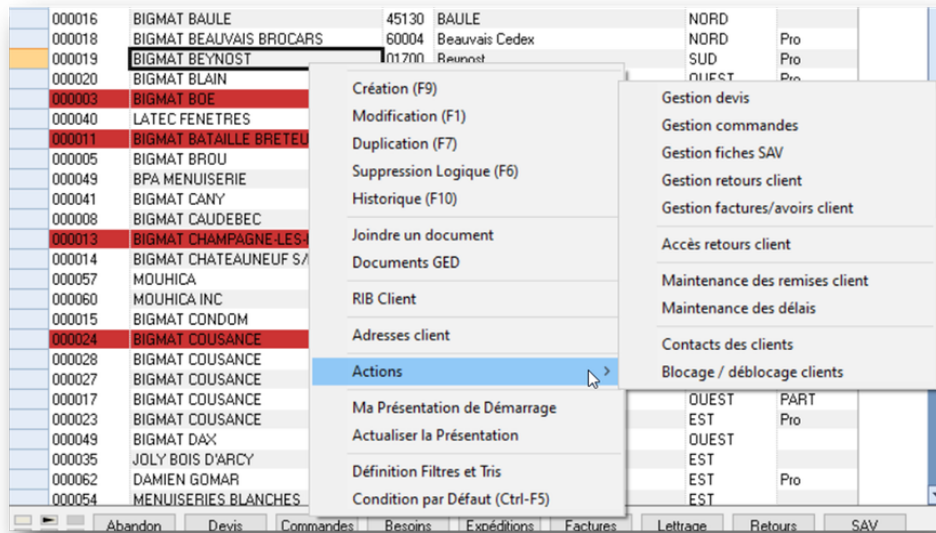 000016 BIGMAT BAULE 45130 BAULE NORD
000018 BIGMAT BEAUVAIS BROCARS 60004 Beauvais Cedex NORD Pro
000019 BIGMAT BEYNOST 01700 Beynost SUD Pro
000020 BIGMAT BLAIN OUEST Pro
000003 BIGMAT BOE
000040 LATEC FENETRES
000011 BIGMAT BATAILLE BRETEU
000005 BIGMAT BROU
000049 BPA MENUISERIE
000041 BIGMAT CANY
000008 BIGMAT CAUDEBEC
000013 BIGMAT CHAMPAGNE-LES-
000014 BIGMAT CHATEAUNEUF S/
000057 MOUHICA
000060 MOUHICA INC
000015 BIGMAT CONDOM
000024 BIGMAT COUSANCE
000028 BIGMAT COUSANCE
000027 BIGMAT COUSANCE
000017 BIGMAT COUSANCE OUEST PART
000023 BIGMAT COUSANCE EST Pro
000049 BIGMAT DAX OUEST
000035 JOLY BOIS D'ARCY EST
000062 DAMIEN GOMAR EST Pro
000054 MENUISERIES BLANCHES EST
Création (F9)
Modification (F1)
Duplication (F7)
Suppression Logique (F6)
Historique (F10)
Joindre un document
Documents GED
RIB Client
Adresses client
Actions
Ma Présentation de Démarrage
Actualiser la Présentation
Définition Filtres et Tris
Condition par Défaut (Ctrl-F5)
Gestion devis
Gestion commandes
Gestion fiches SAV
Gestion retours client
Gestion factures/avoirs client
Accès retours client
Maintenance des remises client
Maintenance des délais
Contacts des clients
Blocage / déblocage clients
Abandon Devis Commandes Besoins Expéditions Factures Lettrage Retours SAV